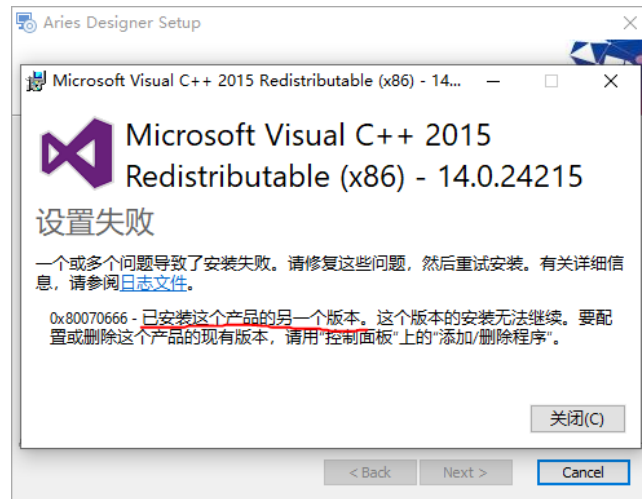 Aries Designer Setup
Microsoft Visual C++ 2015 Redistributable (x86) - 14...
Microsoft Visual C++ 2015
Redistributable (x86) - 14.0.24215
设置失败
一个或多个问题导致了安装失败。请修复这些问题，然后重试安装。有关详细信
息，请参阅日志文件。
0x80070666 - 已安装这个产品的另一个版本。这个版本的安装无法继续。要配
置或删除这个产品的现有版本，请用“控制面板”上的“添加/删除程序”。
关闭(C)
< Back
Next >
Cancel